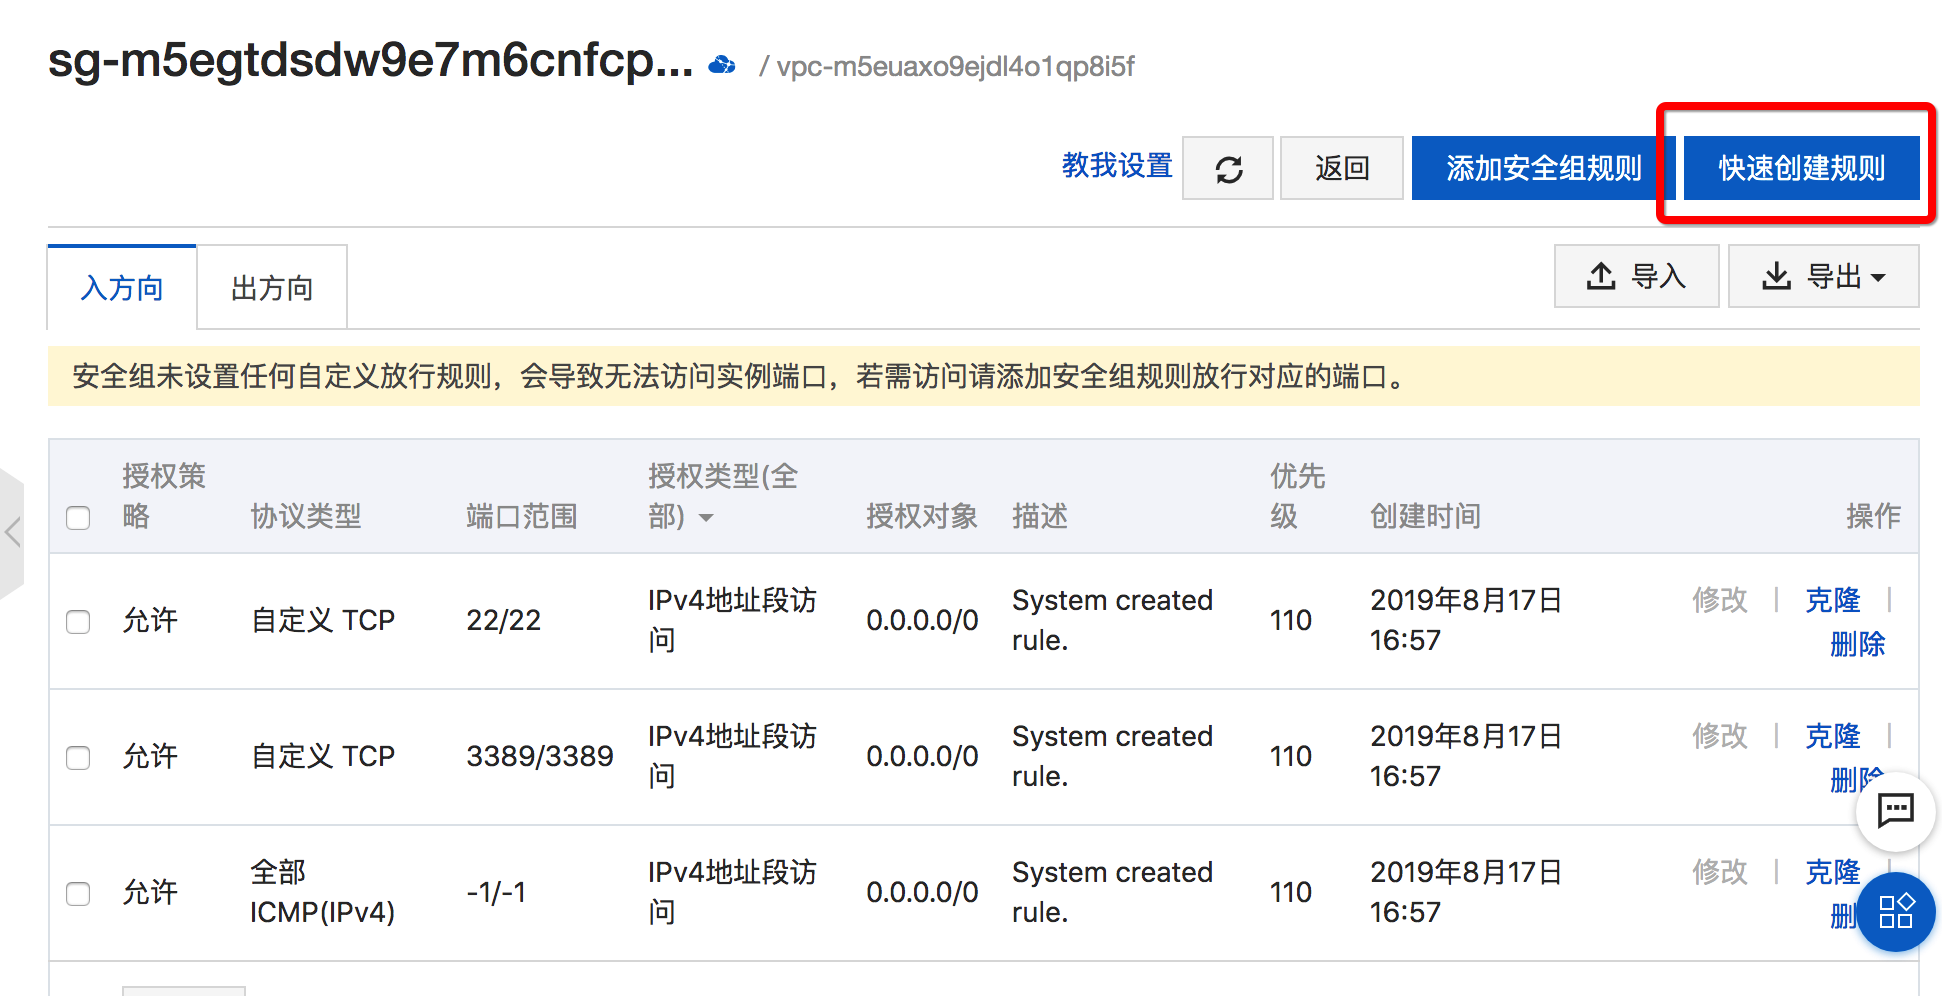 sg-m5egtdsdw9e7m6cnfcp... / vpc-m5euaxo9ejdl4o1qp8i5f
教我设置 返回 添加安全组规则 快速创建规则
入方向 出方向 导入 导出
安全组未设置任何自定义放行规则，会导致无法访问实例端口，若需访问请添加安全组规则放行对应的端口。
授权策略 协议类型 端口范围 授权类型(全部) 授权对象 描述 优先级 创建时间 操作
允许 自定义 TCP 22/22 IPv4地址段访问 0.0.0.0/0 System created rule. 110 2019年8月17日 16:57 修改 | 克隆 | 删除
允许 自定义 TCP 3389/3389 IPv4地址段访问 0.0.0.0/0 System created rule. 110 2019年8月17日 16:57 修改 | 克隆 | 删除
允许 全部 ICMP(IPv4) -1/-1 IPv4地址段访问 0.0.0.0/0 System created rule. 110 2019年8月17日 16:57 修改 | 克隆 | 删